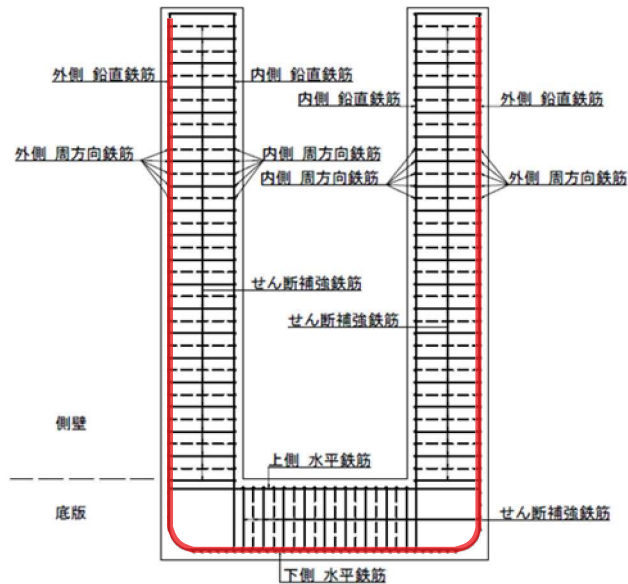 外側 鉛直鉄筋
内側 鉛直鉄筋
内側 鉛直鉄筋
外側 鉛直鉄筋
外側 周方向鉄筋
内側 周方向鉄筋
内側 周方向鉄筋
外側 周方向鉄筋
せん断補強鉄筋
せん断補強鉄筋
側壁
上側 水平鉄筋
底版
せん断補強鉄筋
下側 水平鉄筋